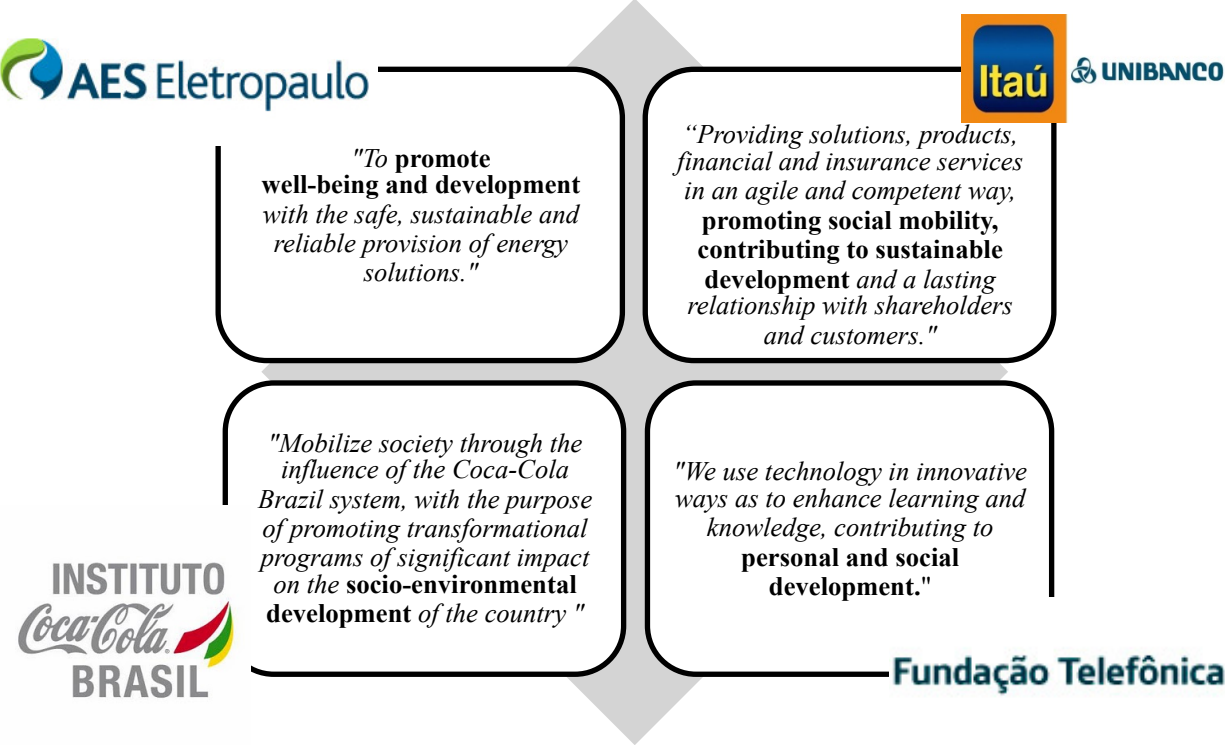 AES Eletropaulo
"To promote
well-being and development
with the safe, sustainable and
reliable provision of energy
solutions."
Itaú
UNIBANCO
“Providing solutions, products,
financial and insurance services
in an agile and competent way,
promoting social mobility,
contributing to sustainable
development and a lasting
relationship with shareholders
and customers."
"Mobilize society through the
influence of the Coca-Cola
Brazil system, with the purpose
of promoting transformational
programs of significant impact
on the socio-environmental
development of the country "
INSTITUTO
Coca-Cola
BRASIL
"We use technology in innovative
ways as to enhance learning and
knowledge, contributing to
personal and social
development."
Fundação Telefônica